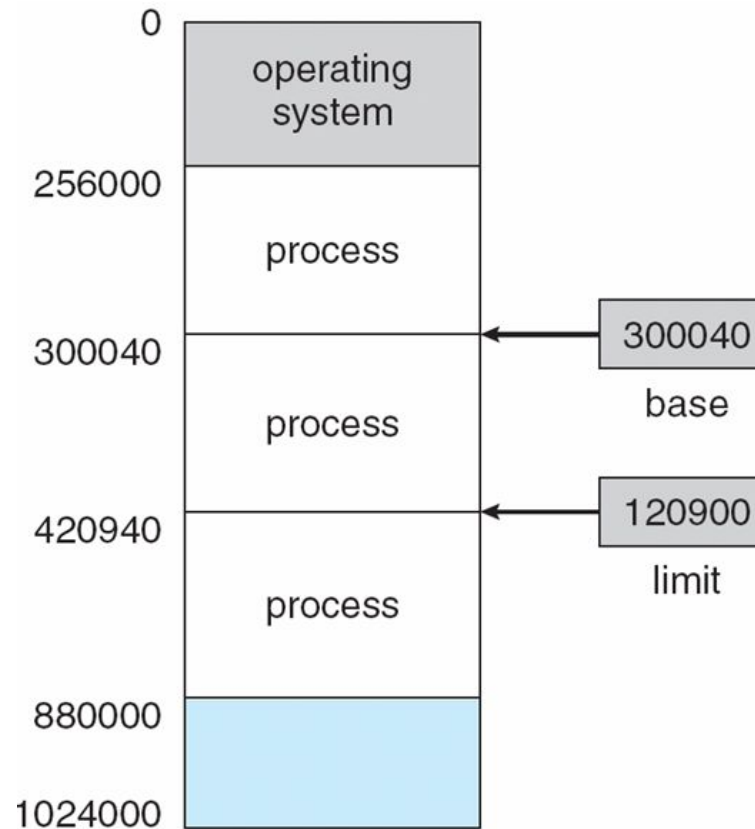 0
operating
system
256000
process
300040
300040
base
process
420940
120900
limit
process
880000
1024000